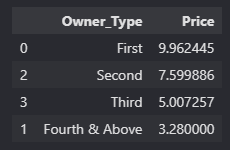 Owner_Type Price
0 First 9.962445
2 Second 7.599886
3 Third 5.007257
1 Fourth & Above 3.280000